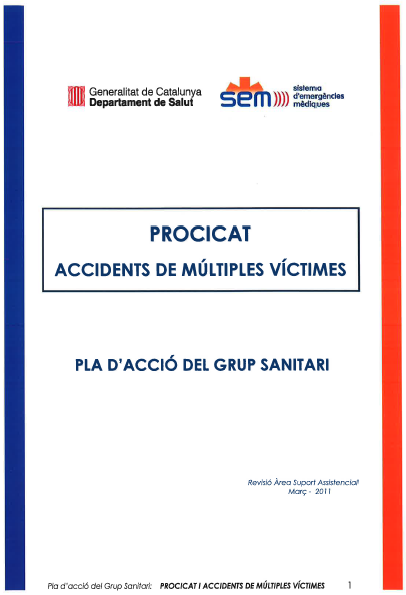 Generalitat de Catalunya
Departament de Salut
sem
sistema
d'emergències
mèdiques
PROCICAT
ACCIDENTS DE MÚLTIPLES VÍCTIMES
PLA D'ACCIÓ DEL GRUP SANITARI
Revisió Àrea Suport Assistencial
Març - 2011
Pla d'acció del Grup Sanitari: PROCICAT I ACCIDENTS DE MÚLTIPLES VÍCTIMES 1